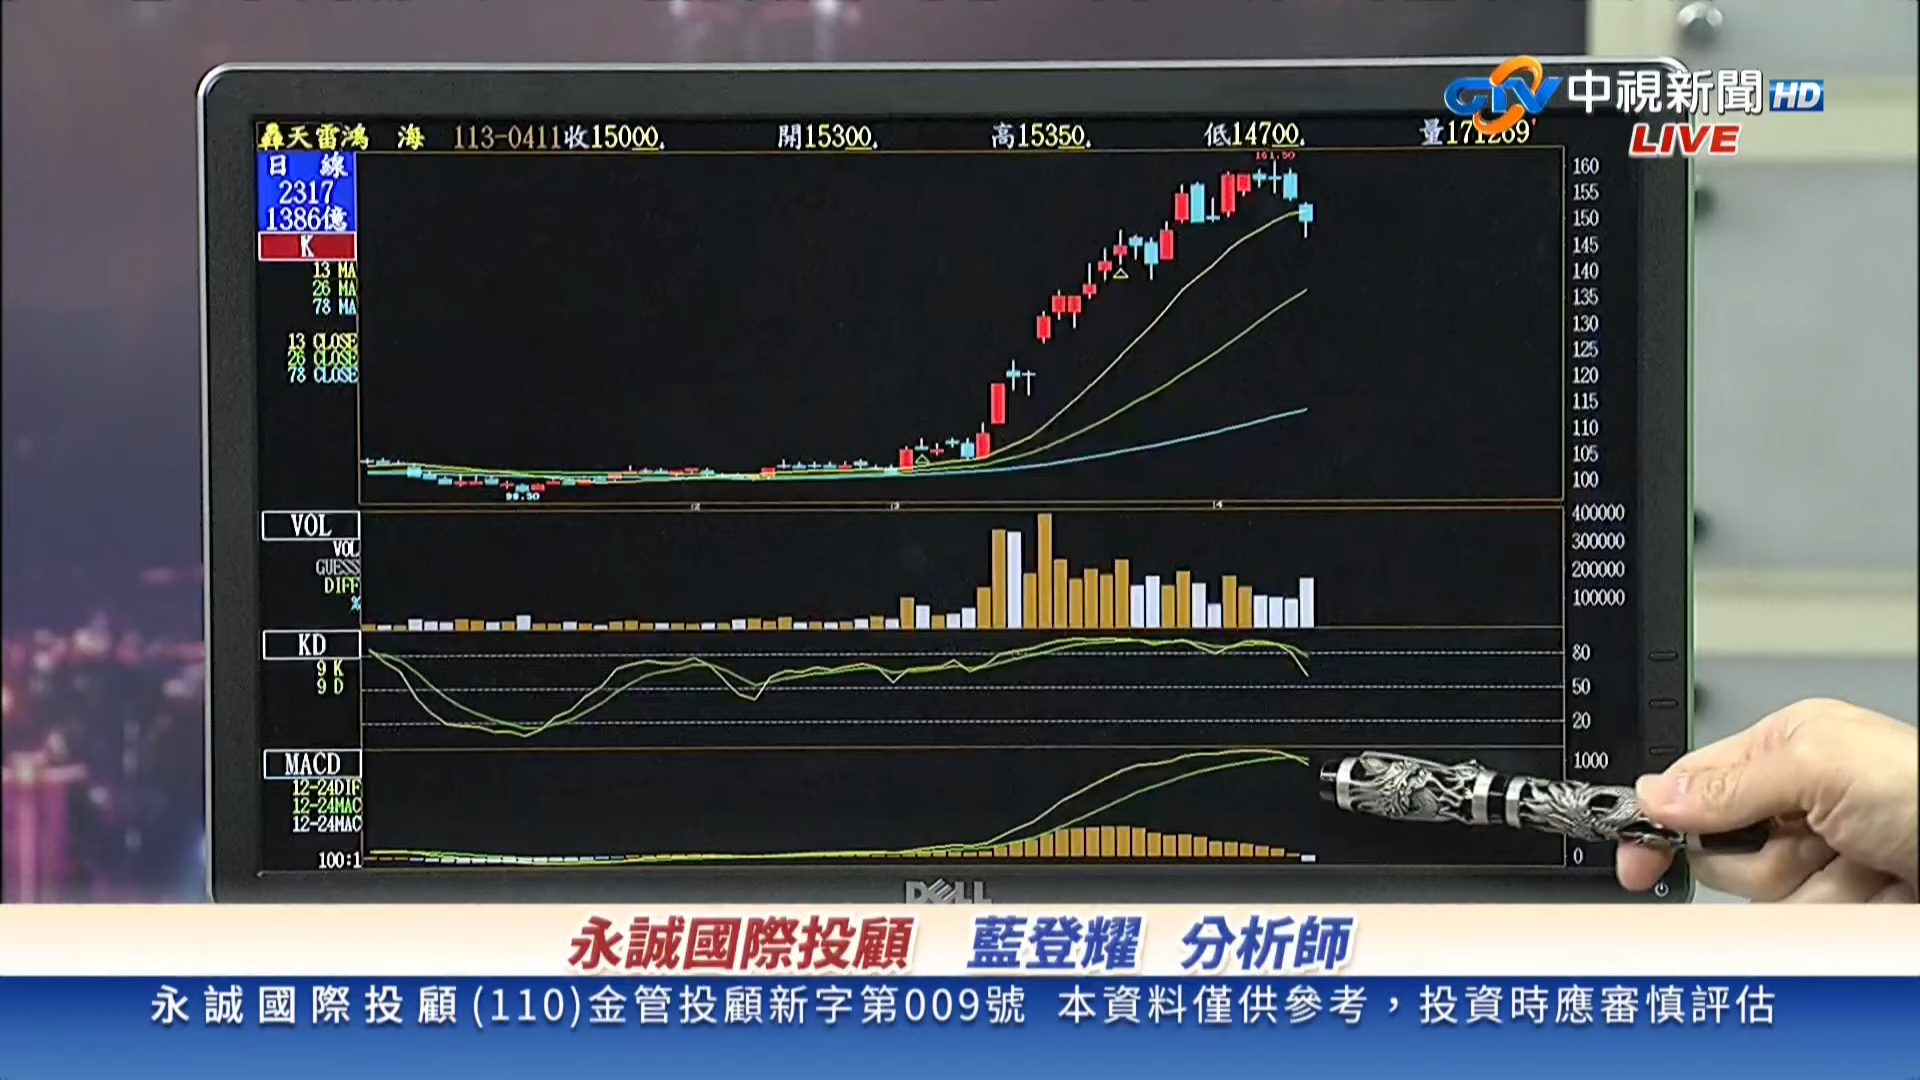 CTV 中視新聞 HD
LIVE
轟天雷鴻 海 113-0411收15000. 開15300. 高15350. 低14700. 量171269
日 線
2317
1386億
K
13 MA
26 MA
78 MA
13 CLOSE
26 CLOSE
78 CLOSE
161.50
160
155
150
145
140
135
130
125
120
115
110
105
100
2
3
4
VOL
VOL
GUESS
DIFF
%
400000
300000
200000
100000
KD
9 K
9 D
80
50
20
MACD
12-24DIF
12-24MAC
12-24MAC
100:1
1000
0
DELL
永誠國際投顧 藍登耀 分析師
永誠國際投顧(110)金管投顧新字第009號 本資料僅供參考，投資時應審慎評估